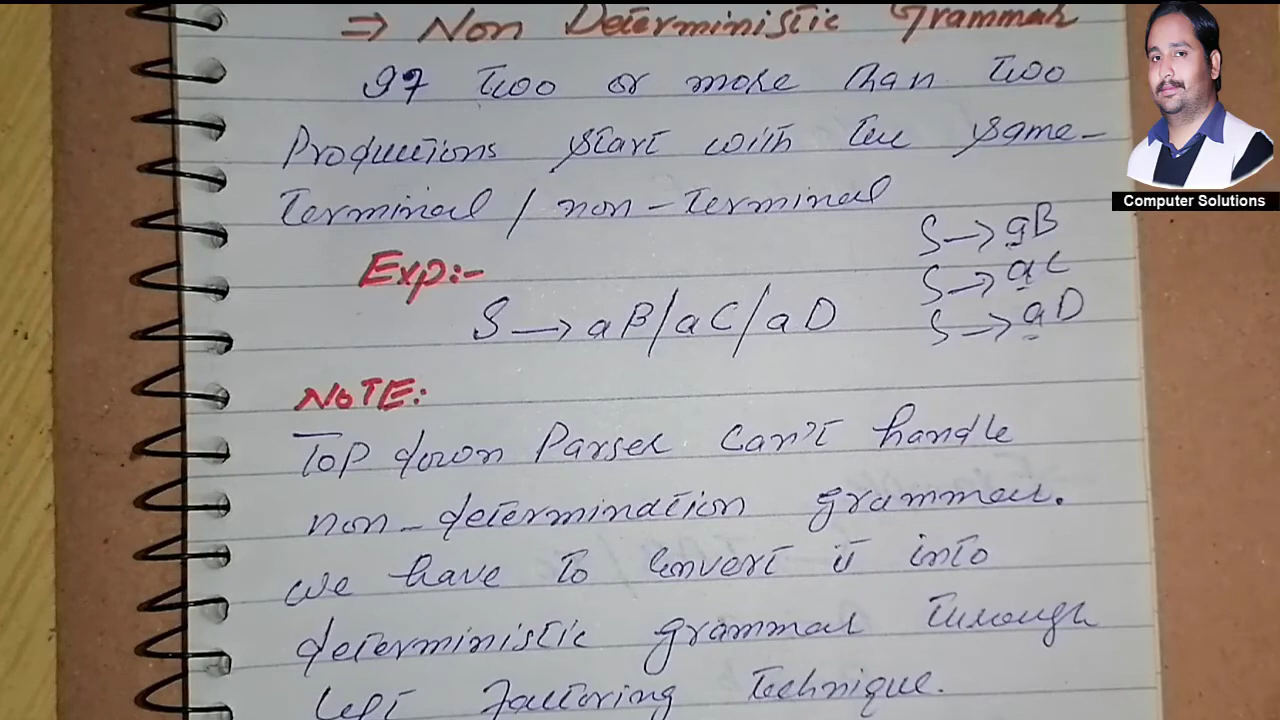 ⇒ Non Deterministic Grammar
If two or more than two
Productions start with the same-
Terminal / non-Terminal
Exp:-
S → aB/aC/aD
S → aB
S → aC
S → aD
NOTE:
Top down Parser Can't handle
non-determination grammar.
we have to convert it into
deterministic grammar through
left factoring technique.
Computer Solutions